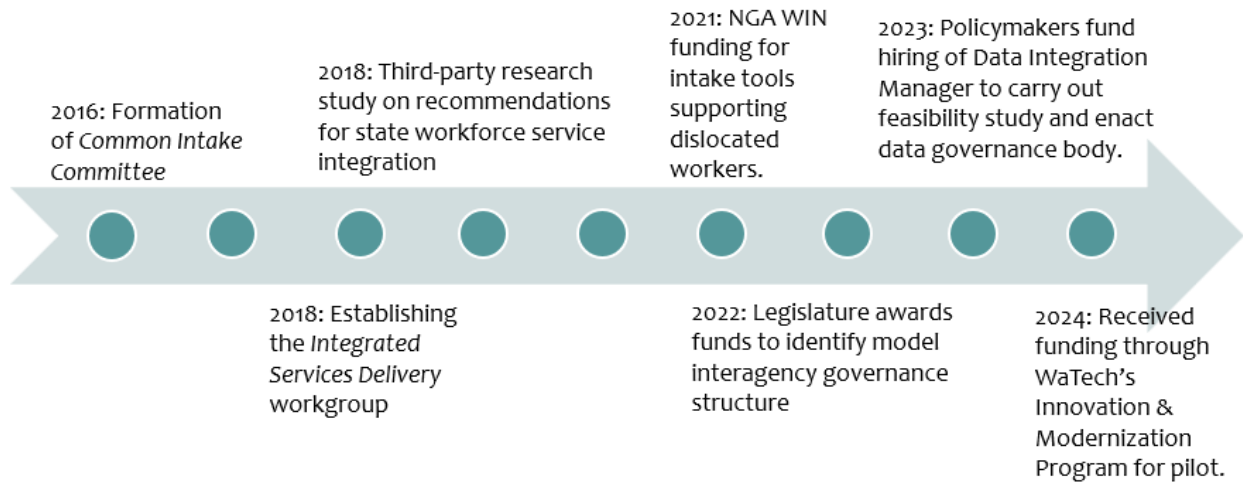 2016: Formation
of Common Intake
Committee
2018: Third-party research
study on recommendations
for state workforce service
integration
2021: NGA WIN
funding for
intake tools
supporting
dislocated
workers.
2023: Policymakers fund
hiring of Data Integration
Manager to carry out
feasibility study and enact
data governance body.
2018: Establishing
the Integrated
Services Delivery
workgroup
2022: Legislature awards
funds to identify model
interagency governance
structure
2024: Received
funding through
WaTech’s
Innovation &
Modernization
Program for pilot.